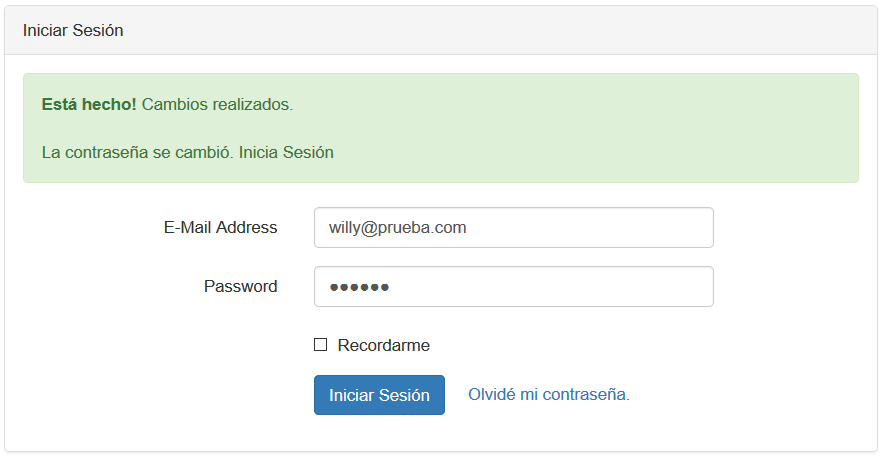 Iniciar Sesión
Está hecho! Cambios realizados.
La contraseña se cambió. Inicia Sesión
E-Mail Address
willy@prueba.com
Password
●●●●●●
Recordarme
Iniciar Sesión
Olvidé mi contraseña.